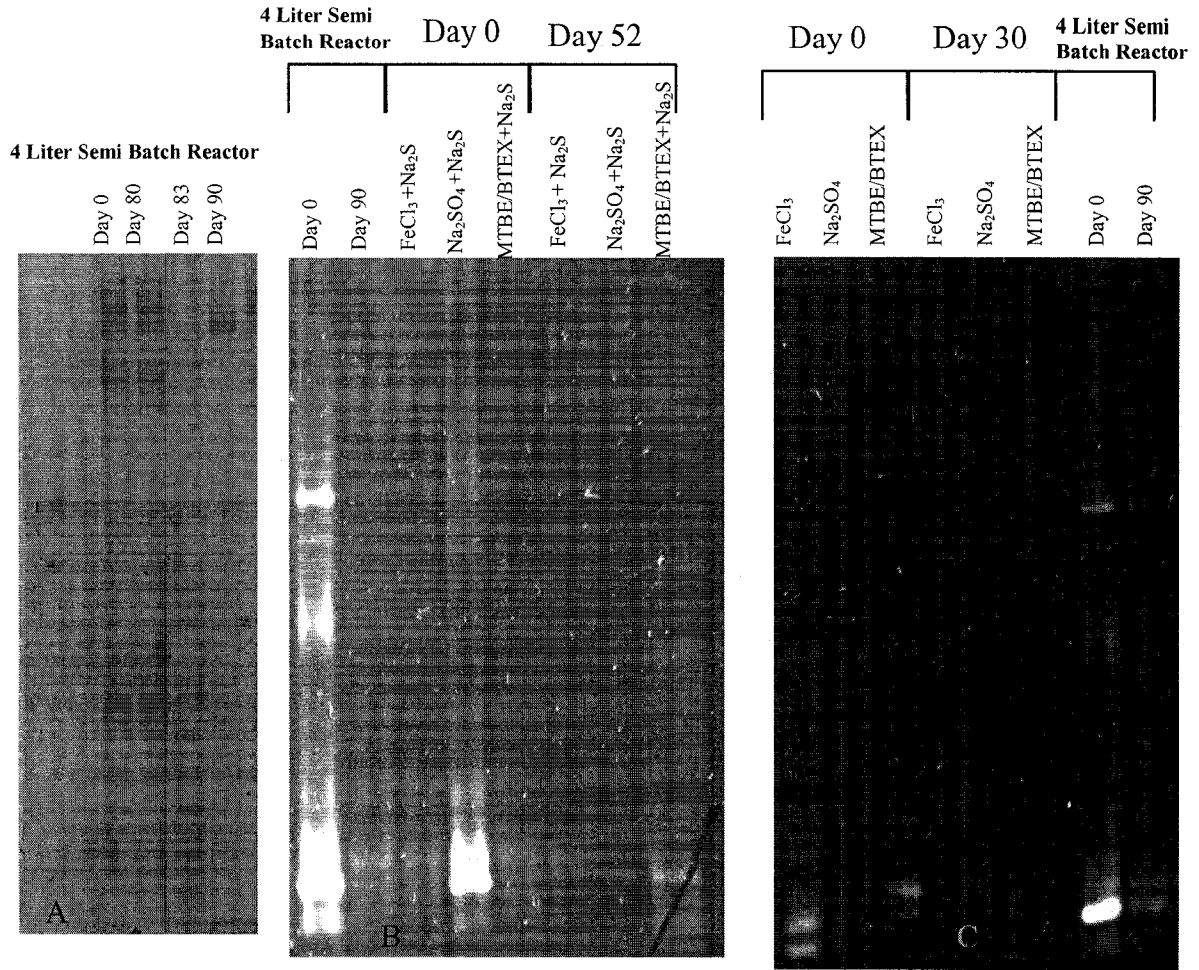 4 Liter Semi Batch Reactor
Day 0
Day 80
Day 83
Day 90
A
4 Liter Semi
Batch Reactor
Day 0
Day 52
Day 0
Day 90
FeCl₃+Na₂S
Na₂SO₄+Na₂S
MTBE/BTEX+Na₂S
FeCl₃+ Na₂S
Na₂SO₄+Na₂S
MTBE/BTEX+Na₂S
B
Day 0
Day 30
4 Liter Semi
Batch Reactor
FeCl₃
Na₂SO₄
MTBE/BTEX
FeCl₃
Na₂SO₄
MTBE/BTEX
Day 0
Day 90
C